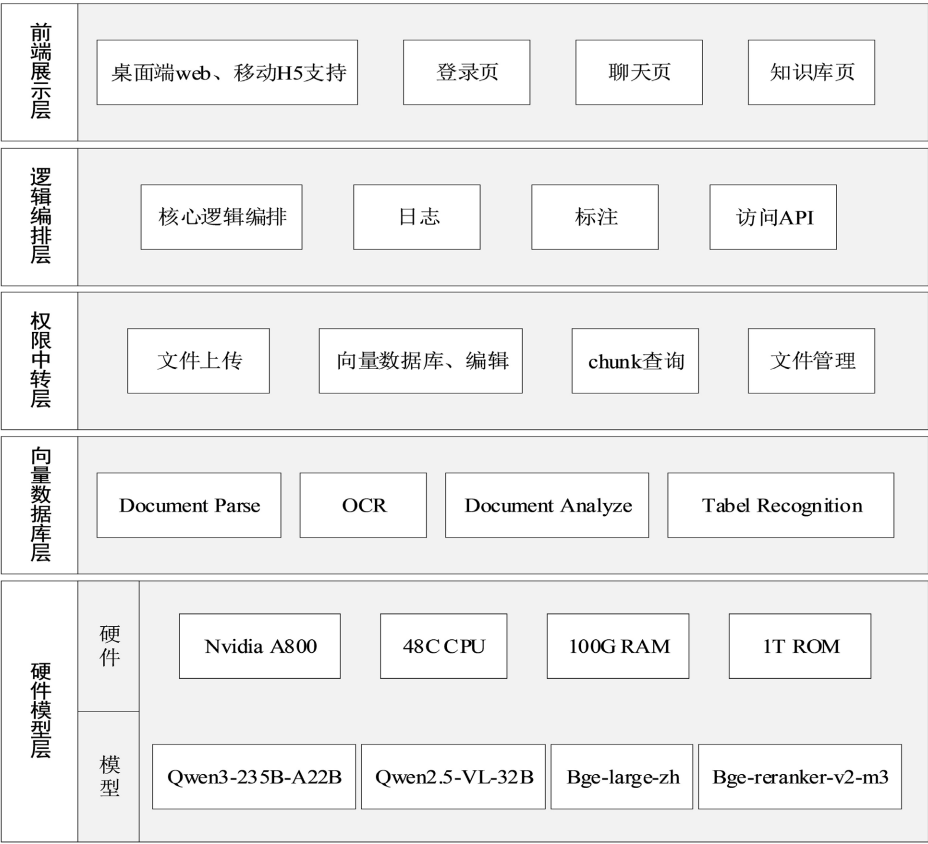 前端展示层
桌面端web、移动H5支持
登录页
聊天页
知识库页
逻辑编排层
核心逻辑编排
日志
标注
访问API
权限中转层
文件上传
向量数据库、编辑
chunk查询
文件管理
向量数据库层
Document Parse
OCR
Document Analyze
Tabel Recognition
硬件模型层
硬件
Nvidia A800
48C CPU
100G RAM
1T ROM
模型
Qwen3-235B-A22B
Qwen2.5-VL-32B
Bge-large-zh
Bge-reranker-v2-m3